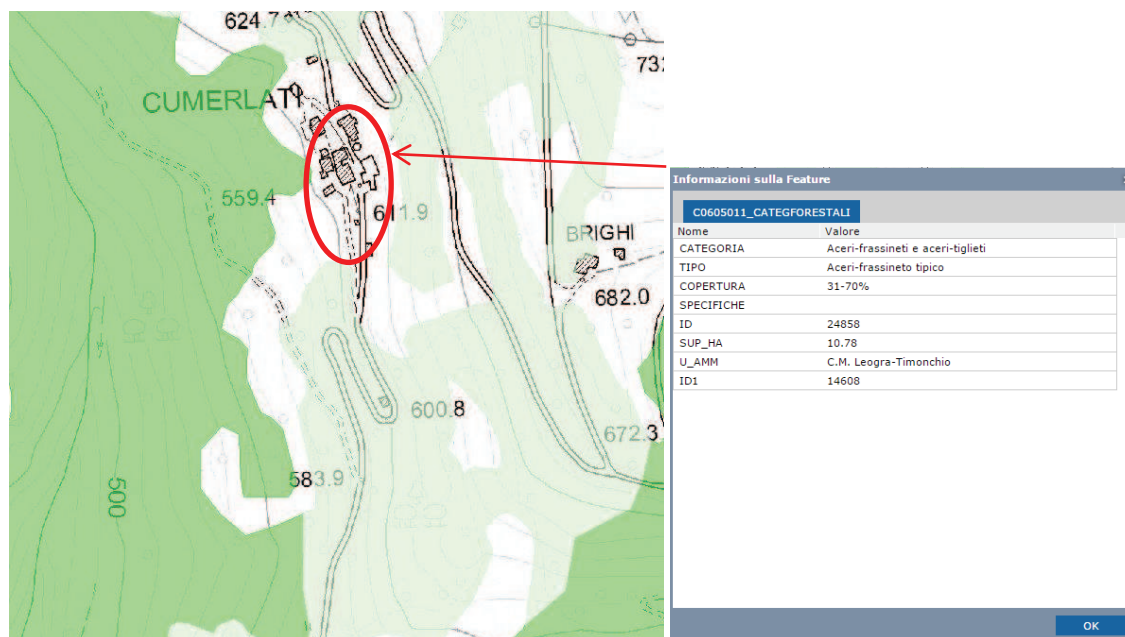 624.7
732
CUMERLATI
559.4
611.9
BRIGHI
682.0
600.8
672.3
583.9
500
Informazioni sulla Feature
C0605011_CATEGFORESTALI
Nome Valore
CATEGORIA Aceri-frassineti e aceri-tiglieti
TIPO Aceri-frassineto tipico
COPERTURA 31-70%
SPECIFICHE
ID 24858
SUP_HA 10.78
U_AMM C.M. Leogra-Timonchio
ID1 14608
OK